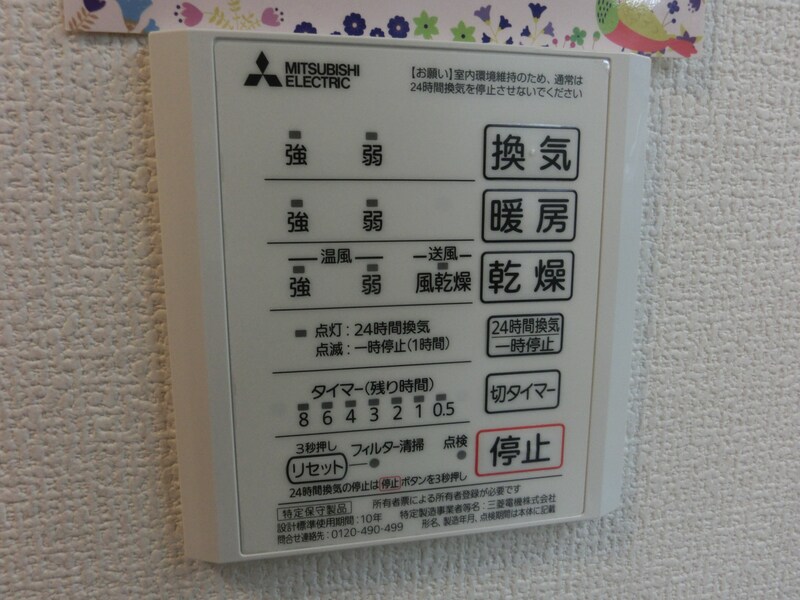 MITSUBISHI
ELECTRIC
【お願い】室内環境維持のため、通常は
24時間換気を停止させないでください
強 弱 換気
強 弱 暖房
温風 送風
強 弱 風乾燥 乾燥
点灯:24時間換気
点滅:一時停止(1時間)
24時間換気
一時停止
タイマー(残り時間)
8 6 4 3 2 1 0.5
切タイマー
3秒押し
リセット フィルター清掃 点検
停止
24時間換気の停止は停止ボタンを3秒押し
特定保守製品 所有者票による所有者登録が必要です
設計標準使用期間:10年 特定製造事業者等名:三菱電機株式会社
問合せ連絡先:0120-490-499 形名、製造年月、点検期間は本体に記載